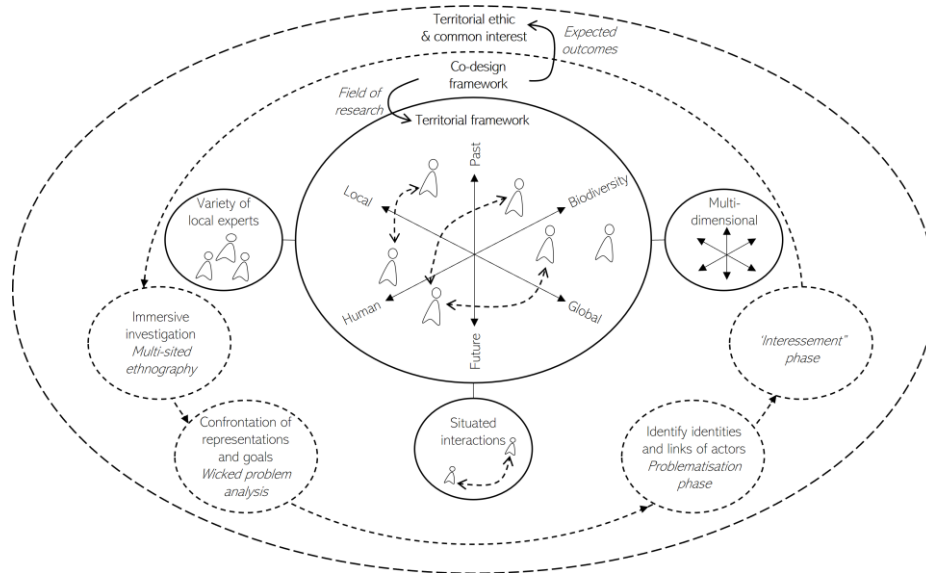 Territorial ethic
& common interest
Expected
outcomes
Co-design
framework
Field of
research
Territorial framework
Past
Local
Biodiversity
Human
Global
Future
Variety of
local experts
Multi-
dimensional
Immersive
investigation
Multi-sited
ethnography
'Interessement"
phase
Confrontation of
representations
and goals
Wicked problem
analysis
Situated
interactions
Identify identities
and links of actors
Problematisation
phase